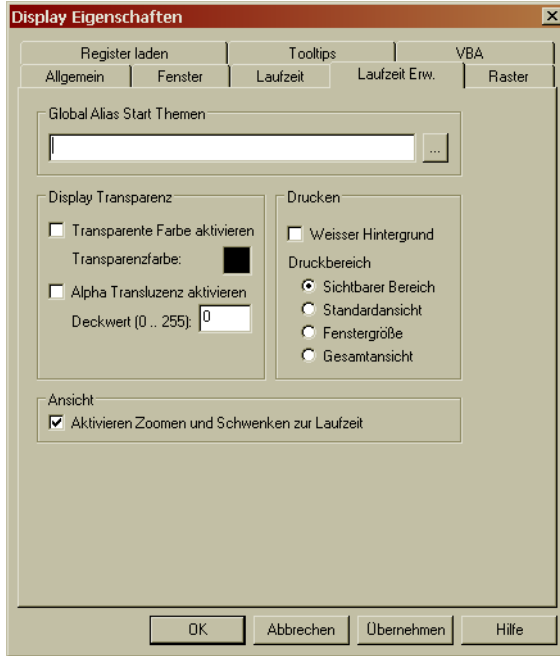 Display Eigenschaften
Register laden
Tooltips
VBA
Allgemein
Fenster
Laufzeit
Laufzeit Erw.
Raster
Global Alias Start Themen
...
Display Transparenz
Transparente Farbe aktivieren
Transparenzfarbe:
Alpha Transluzenz aktivieren
Deckwert (0 .. 255): 0
Drucken
Weisser Hintergrund
Druckbereich
Sichtbarer Bereich
Standardansicht
Fenstergröße
Gesamtansicht
Ansicht
Aktivieren Zoomen und Schwenken zur Laufzeit
OK
Abbrechen
Übernehmen
Hilfe